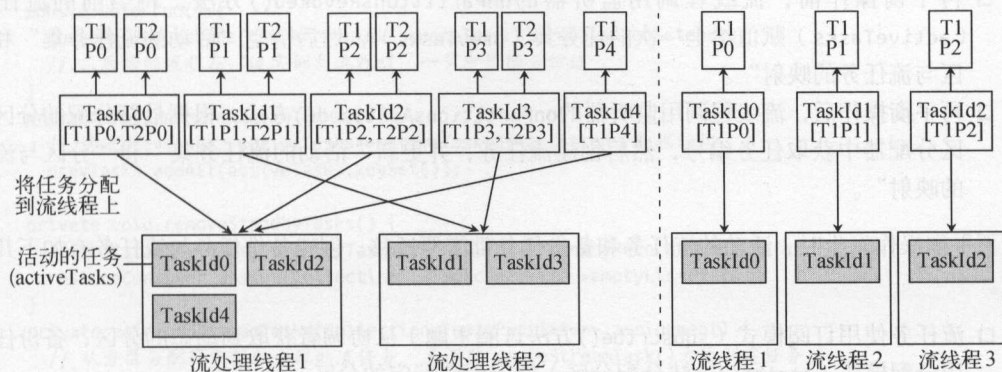 T1 T2 T1 T2 T1 T2 T1 T2 T1 T1 T1 T1
P0 P0 P1 P1 P2 P2 P3 P3 P4 P0 P1 P2
TaskId0 TaskId1 TaskId2 TaskId3 TaskId4 TaskId0 TaskId1 TaskId2
[T1P0,T2P0] [T1P1,T2P1] [T1P2,T2P2] [T1P3,T2P3] [T1P4] [T1P0] [T1P1] [T1P2]
将任务分配
到流线程上
活动的任务
(activeTasks)
TaskId0 TaskId2 TaskId1 TaskId3 TaskId0 TaskId1 TaskId2
TaskId4
流处理线程1 流处理线程2 流线程 1 流线程 2 流线程 3